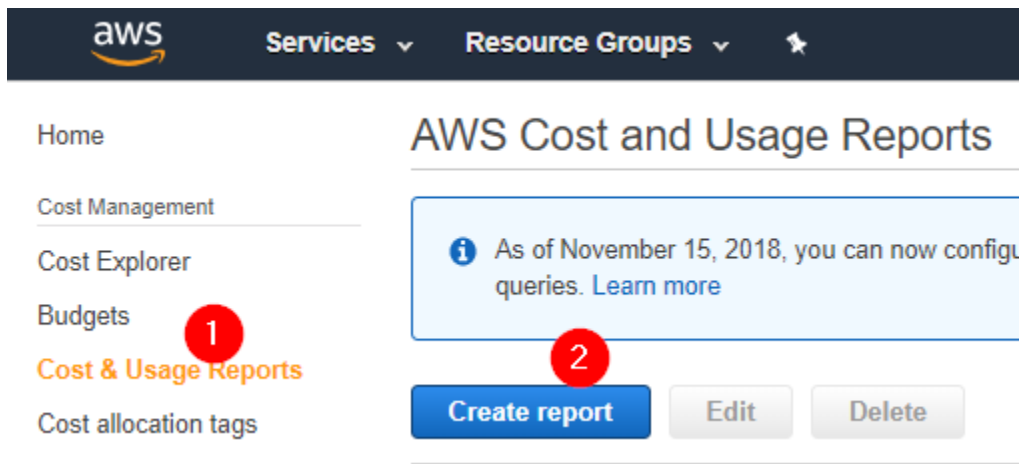 aws
Services
Resource Groups
Home
Cost Management
Cost Explorer
Budgets
1
Cost & Usage Reports
Cost allocation tags
AWS Cost and Usage Reports
As of November 15, 2018, you can now configu
queries. Learn more
2
Create report
Edit
Delete